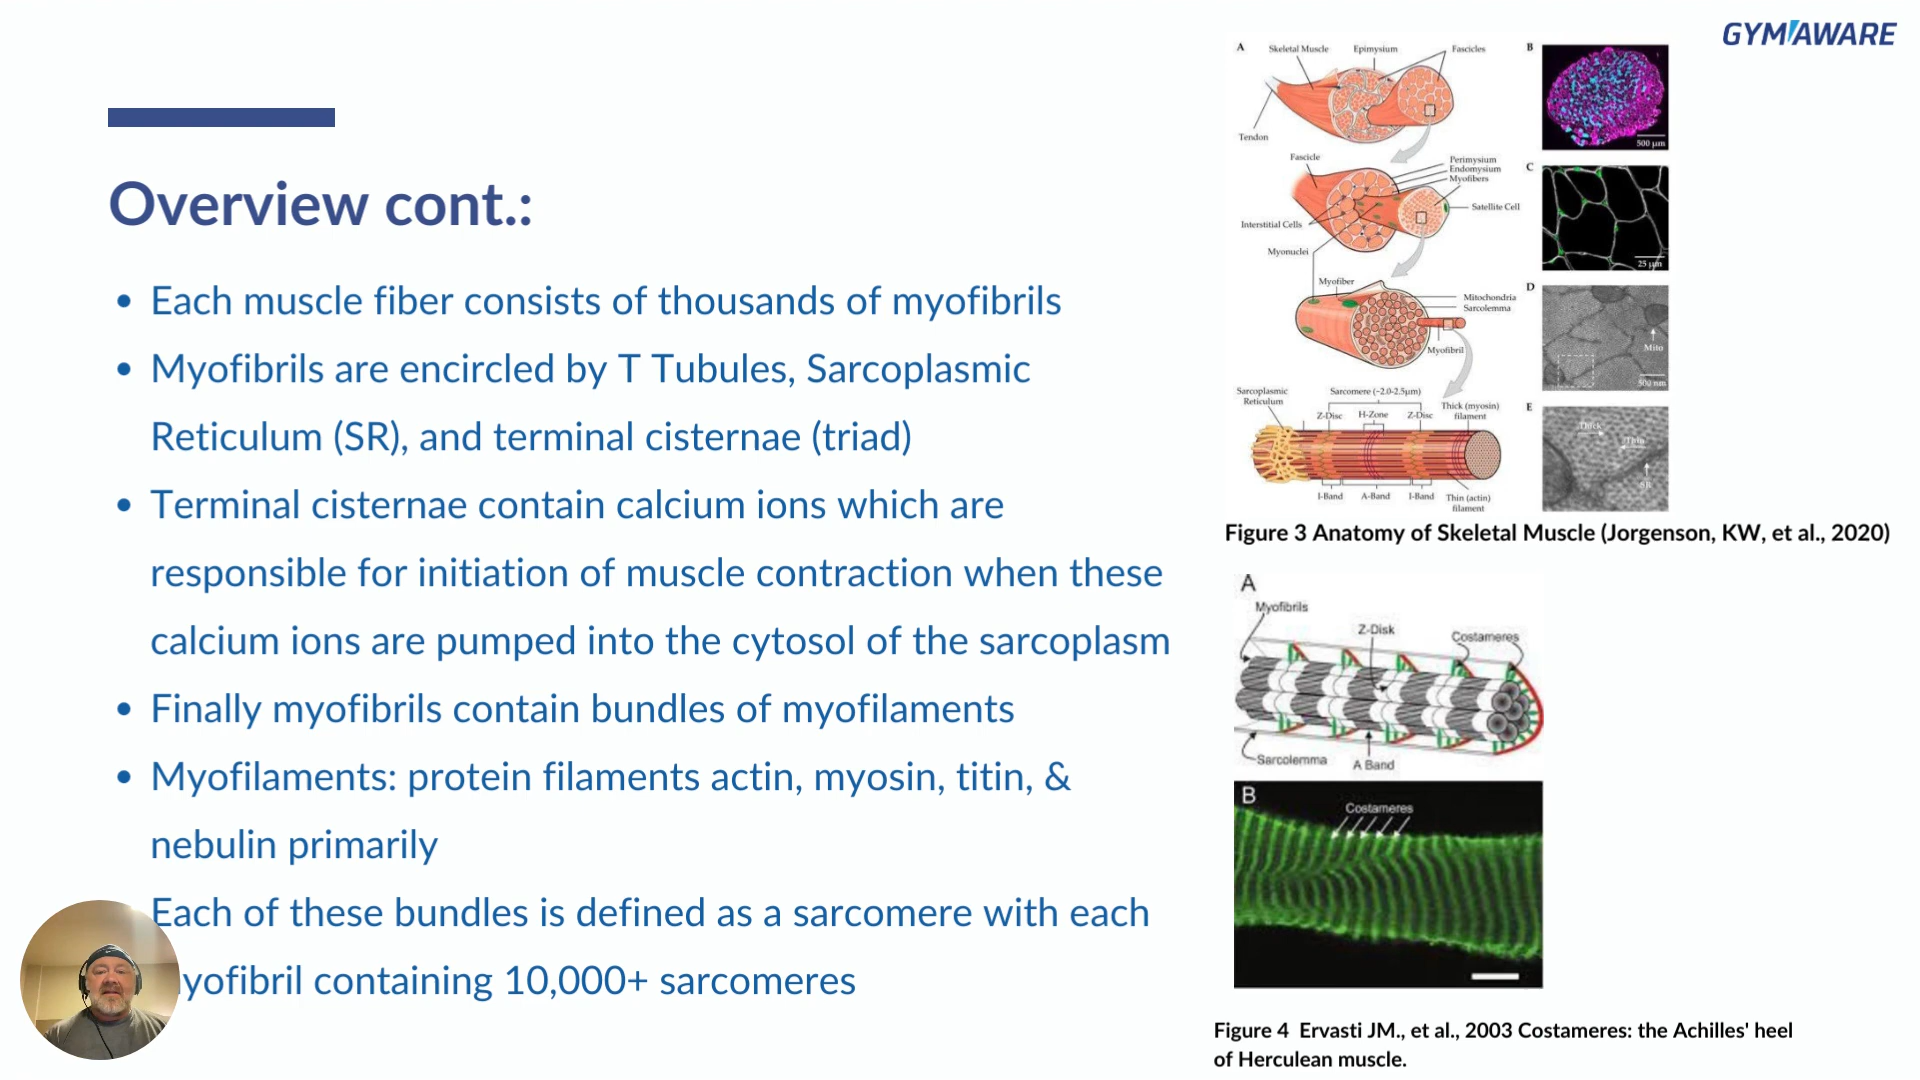 GYMAWARE
Overview cont.:
• Each muscle fiber consists of thousands of myofibrils
• Myofibrils are encircled by T Tubules, Sarcoplasmic
Reticulum (SR), and terminal cisternae (triad)
• Terminal cisternae contain calcium ions which are
responsible for initiation of muscle contraction when these
calcium ions are pumped into the cytosol of the sarcoplasm
• Finally myofibrils contain bundles of myofilaments
• Myofilaments: protein filaments actin, myosin, titin, &
nebulin primarily
Each of these bundles is defined as a sarcomere with each
yofibril containing 10,000+ sarcomeres
A
Skeletal Muscle
Epimysium
Fascicles
Tendon
Fascicle
Perimysium
Endomysium
Myofibers
Satellite Cell
Interstitial Cells
Myonuclei
Myofiber
Mitochondria
Sarcolemma
Myofibril
Sarcoplasmic
Reticulum
Sarcomere (~2.0-2.5μm)
Z-Disc
H-Zone
Z-Disc
Thick (myosin)
filament
I-Band
A-Band
I-Band
Thin (actin)
filament
B
500 μm
C
25 μm
D
Mito
500 nm
E
Thick
Thin
SR
Figure 3 Anatomy of Skeletal Muscle (Jorgenson, KW, et al., 2020)
A
Myofibrils
Z-Disk
Costameres
Sarcolemma
A Band
B
Costameres
Figure 4 Ervasti JM., et al., 2003 Costameres: the Achilles' heel
of Herculean muscle.